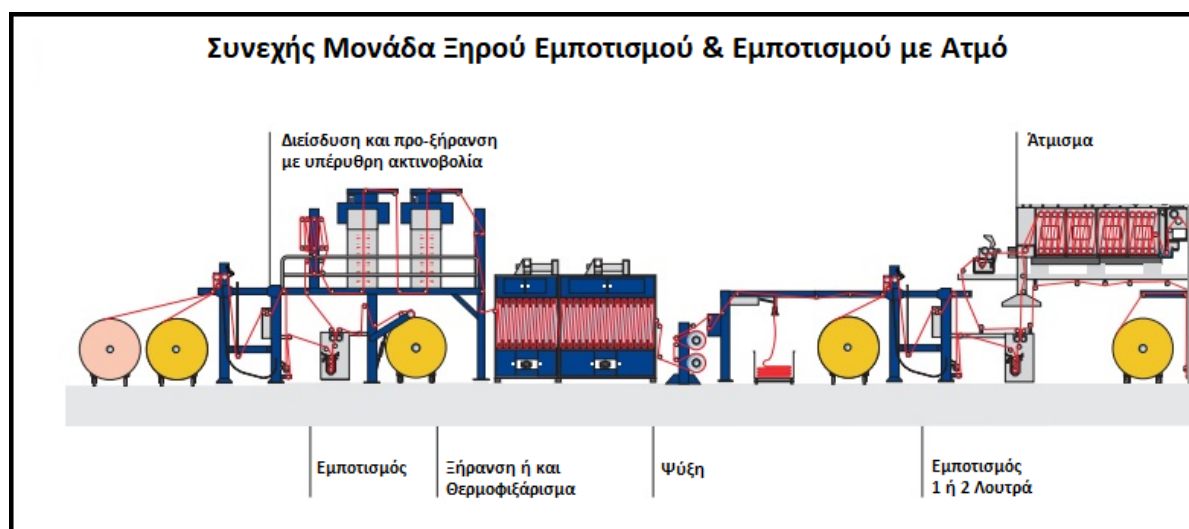 Συνεχής Μονάδα Ξηρού Εμποτισμού & Εμποτισμού με Ατμό
Διείσδυση και προ-ξήρανση
με υπέρυθρη ακτινοβολία
Άτμισμα
Εμποτισμός
Ξήρανση ή και
Θερμοφιξάρισμα
Ψύξη
Εμποτισμός
1 ή 2 Λουτρά